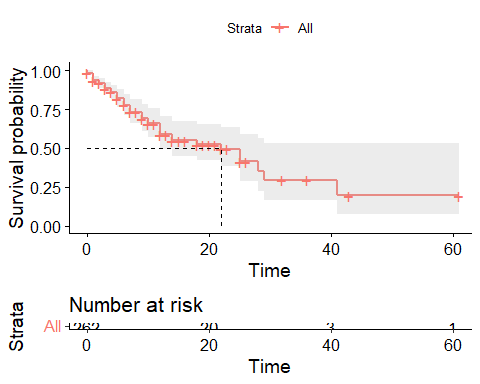 Strata All
Survival probability
1.00
0.75
0.50
0.25
0.00
0 20 40 60
Time
Number at risk
Strata
All 262 20 3 1
0 20 40 60
Time